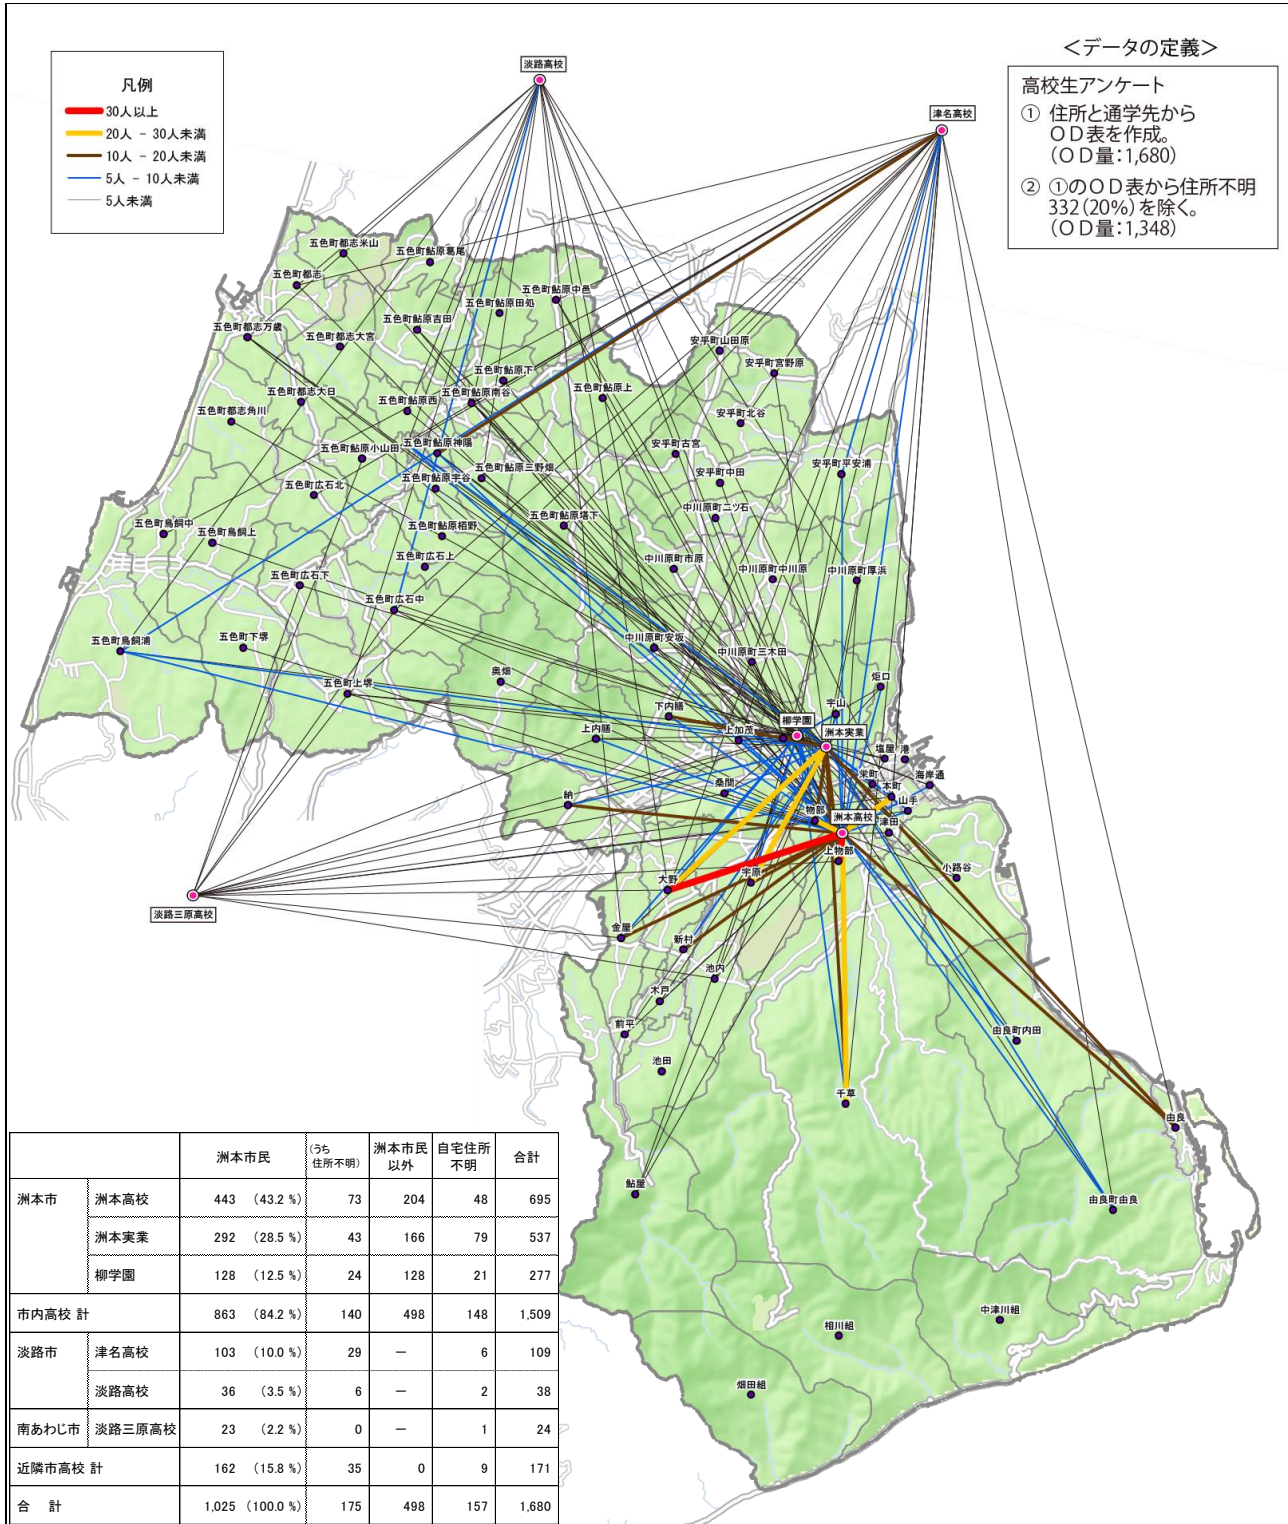 <データの定義>
高校生アンケート
① 住所と通学先から
OD表を作成。
(OD量:1,680)
② ①のOD表から住所不明
332(20%)を除く。
(OD量:1,348)
凡例
30人以上
20人 - 30人未満
10人 - 20人未満
5人 - 10人未満
5人未満
淡路高校
津名高校
五色町都志米山
五色町鮎原葛尾
五色町都志
五色町鮎原中邑
五色町鮎原田処
五色町都志万歳
五色町鮎原吉田
五色町都志大宮
安乎町山田原
安乎町宮野原
五色町鮎原下
五色町鮎原上
五色町都志大日
五色町鮎原南谷
五色町鮎原西
五色町都志角川
安乎町北谷
五色町鮎原小山田
五色町鮎原神陽
安乎町古宮
安乎町平安浦
安乎町中田
五色町鮎原三野畑
五色町広石北
五色町鮎原宇谷
中川原町二ツ石
五色町鳥飼中
五色町鳥飼上
五色町鮎原栢野
五色町鮎原塔下
五色町広石上
中川原町市原
中川原町中川原
中川原町厚浜
五色町広石下
五色町広石中
五色町鳥飼浦
五色町下堺
中川原町安坂
中川原町三木田
五色町上堺
奥畑
炬口
下内膳
宇山
上内膳
上加茂
柳学園
洲本実業
塩屋
港
納
桑間
栄町
本町
海岸通
山手
物部
洲本高校
津田
上物部
小路谷
大野
宇原
淡路三原高校
金屋
新村
池内
木戸
前平
池田
由良町内田
千草
由良
鮎屋
由良町由良
相川組
中津川組
畑田組
洲本市民 (うち住所不明) 洲本市民以外 自宅住所不明 合計
洲本市 洲本高校 443 (43.2 %) 73 204 48 695
洲本実業 292 (28.5 %) 43 166 79 537
柳学園 128 (12.5 %) 24 128 21 277
市内高校 計 863 (84.2 %) 140 498 148 1,509
淡路市 津名高校 103 (10.0 %) 29 － 6 109
淡路高校 36 (3.5 %) 6 － 2 38
南あわじ市 淡路三原高校 23 (2.2 %) 0 － 1 24
近隣市高校 計 162 (15.8 %) 35 0 9 171
合 計 1,025 (100.0 %) 175 498 157 1,680